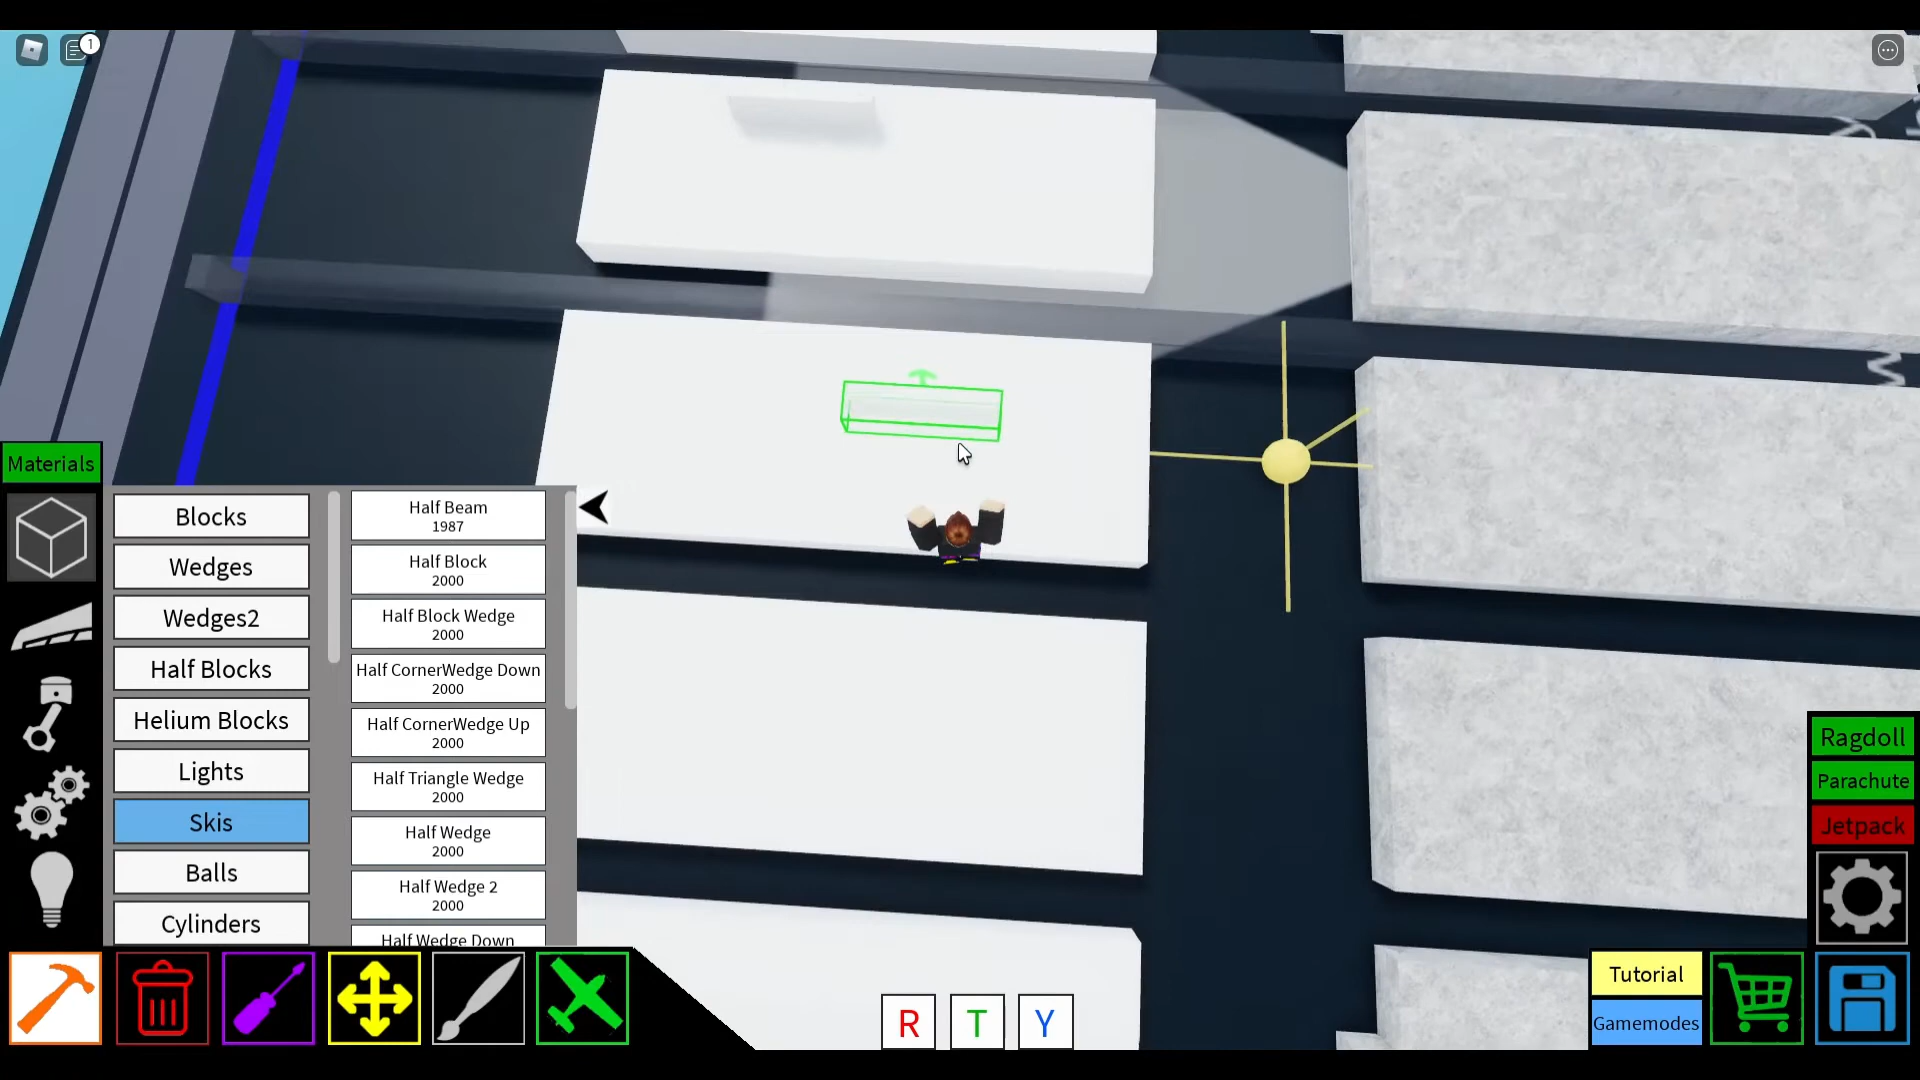 1
Materials
Blocks
Wedges
Wedges2
Half Blocks
Helium Blocks
Lights
Skis
Balls
Cylinders
Half Beam
1987
Half Block
2000
Half Block Wedge
2000
Half CornerWedge Down
2000
Half CornerWedge Up
2000
Half Triangle Wedge
2000
Half Wedge
2000
Half Wedge 2
2000
Half Wedge Down
R T Y
Ragdoll
Parachute
Jetpack
Tutorial
Gamemodes